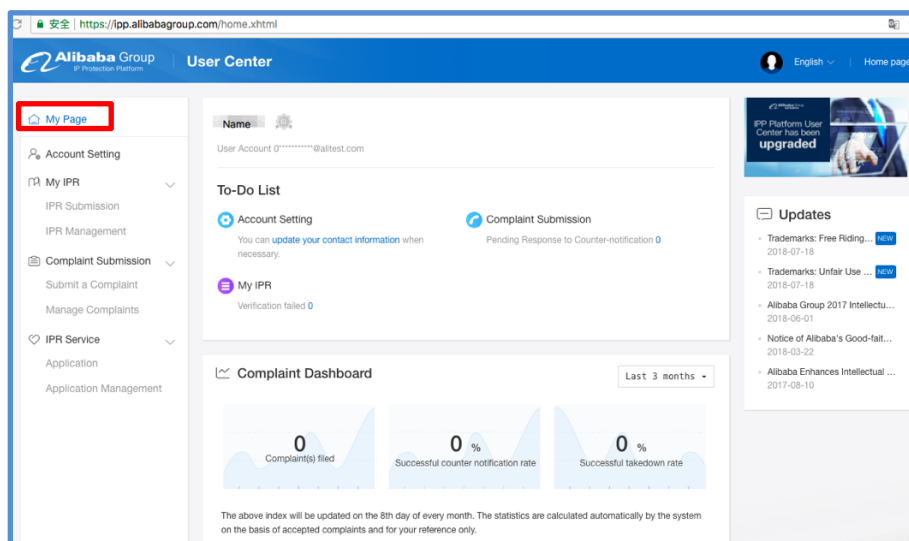 安全 | https://ipp.alibabagroup.com/home.xhtml
Alibaba Group
IP Protection Platform
User Center
English
Home page
My Page
Account Setting
My IPR
IPR Submission
IPR Management
Complaint Submission
Submit a Complaint
Manage Complaints
IPR Service
Application
Application Management
Name
User Account 0***********@alitest.com
To-Do List
Account Setting
You can update your contact information when
necessary.
Complaint Submission
Pending Response to Counter-notification 0
My IPR
Verification failed 0
Complaint Dashboard
Last 3 months
0
Complaint(s) filed
0 %
Successful counter notification rate
0 %
Successful takedown rate
The above index will be updated on the 8th day of every month. The statistics are calculated automatically by the system
on the basis of accepted complaints and for your reference only.
IPP Platform User
Center has been
upgraded
Updates
Trademarks: Free Riding... NEW
2018-07-18
Trademarks: Unfair Use ... NEW
2018-07-18
Alibaba Group 2017 Intellectu...
2018-06-01
Notice of Alibaba's Good-fait...
2018-03-22
Alibaba Enhances Intellectual ...
2017-08-10